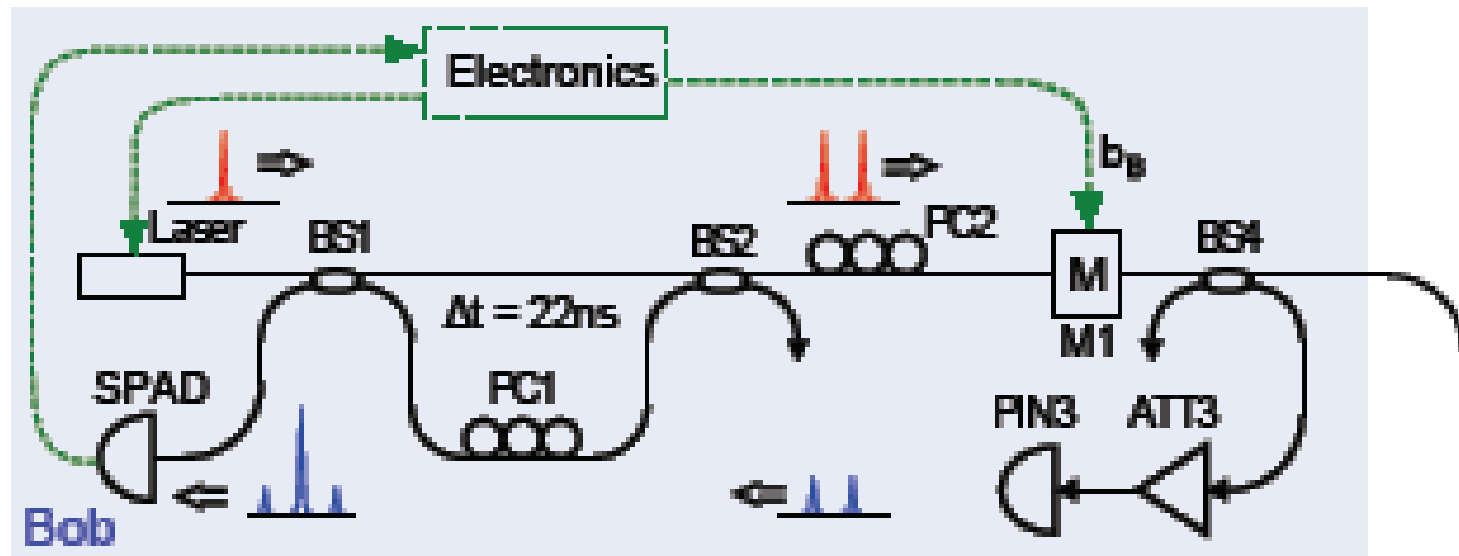 Electronics
b_B
Laser
BS1
BS2
PC2
BS4
M
Δt = 22ns
M1
SPAD
PC1
PIN3
ATT3
Bob